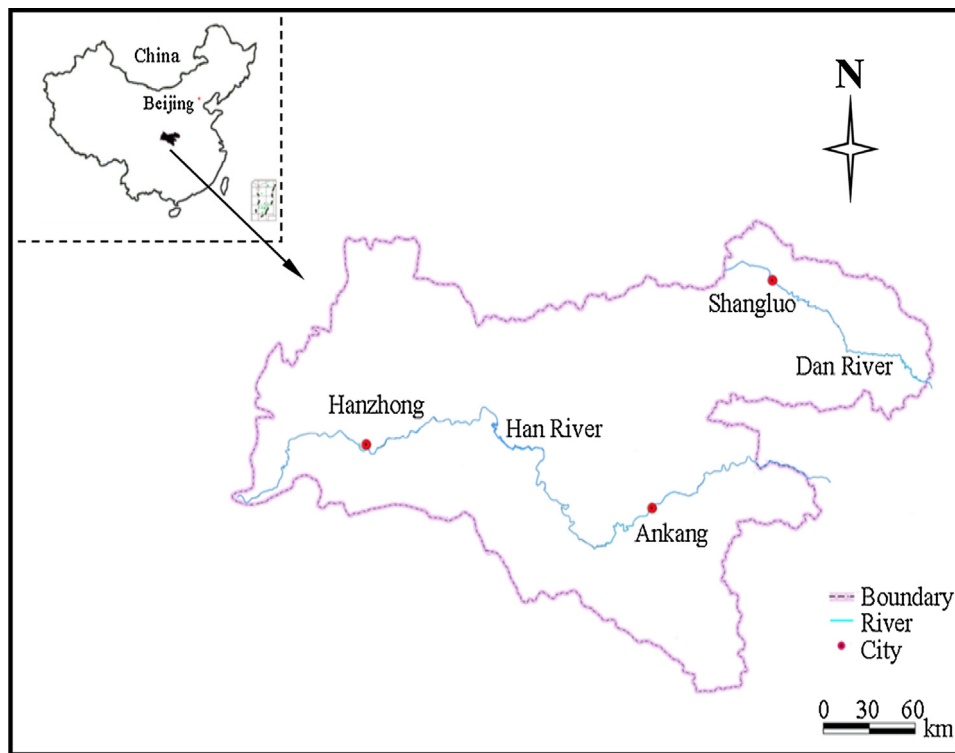 China
Beijing
N
Shangluo
Dan River
Hanzhong
Han River
Ankang
Boundary
River
City
0 30 60
km